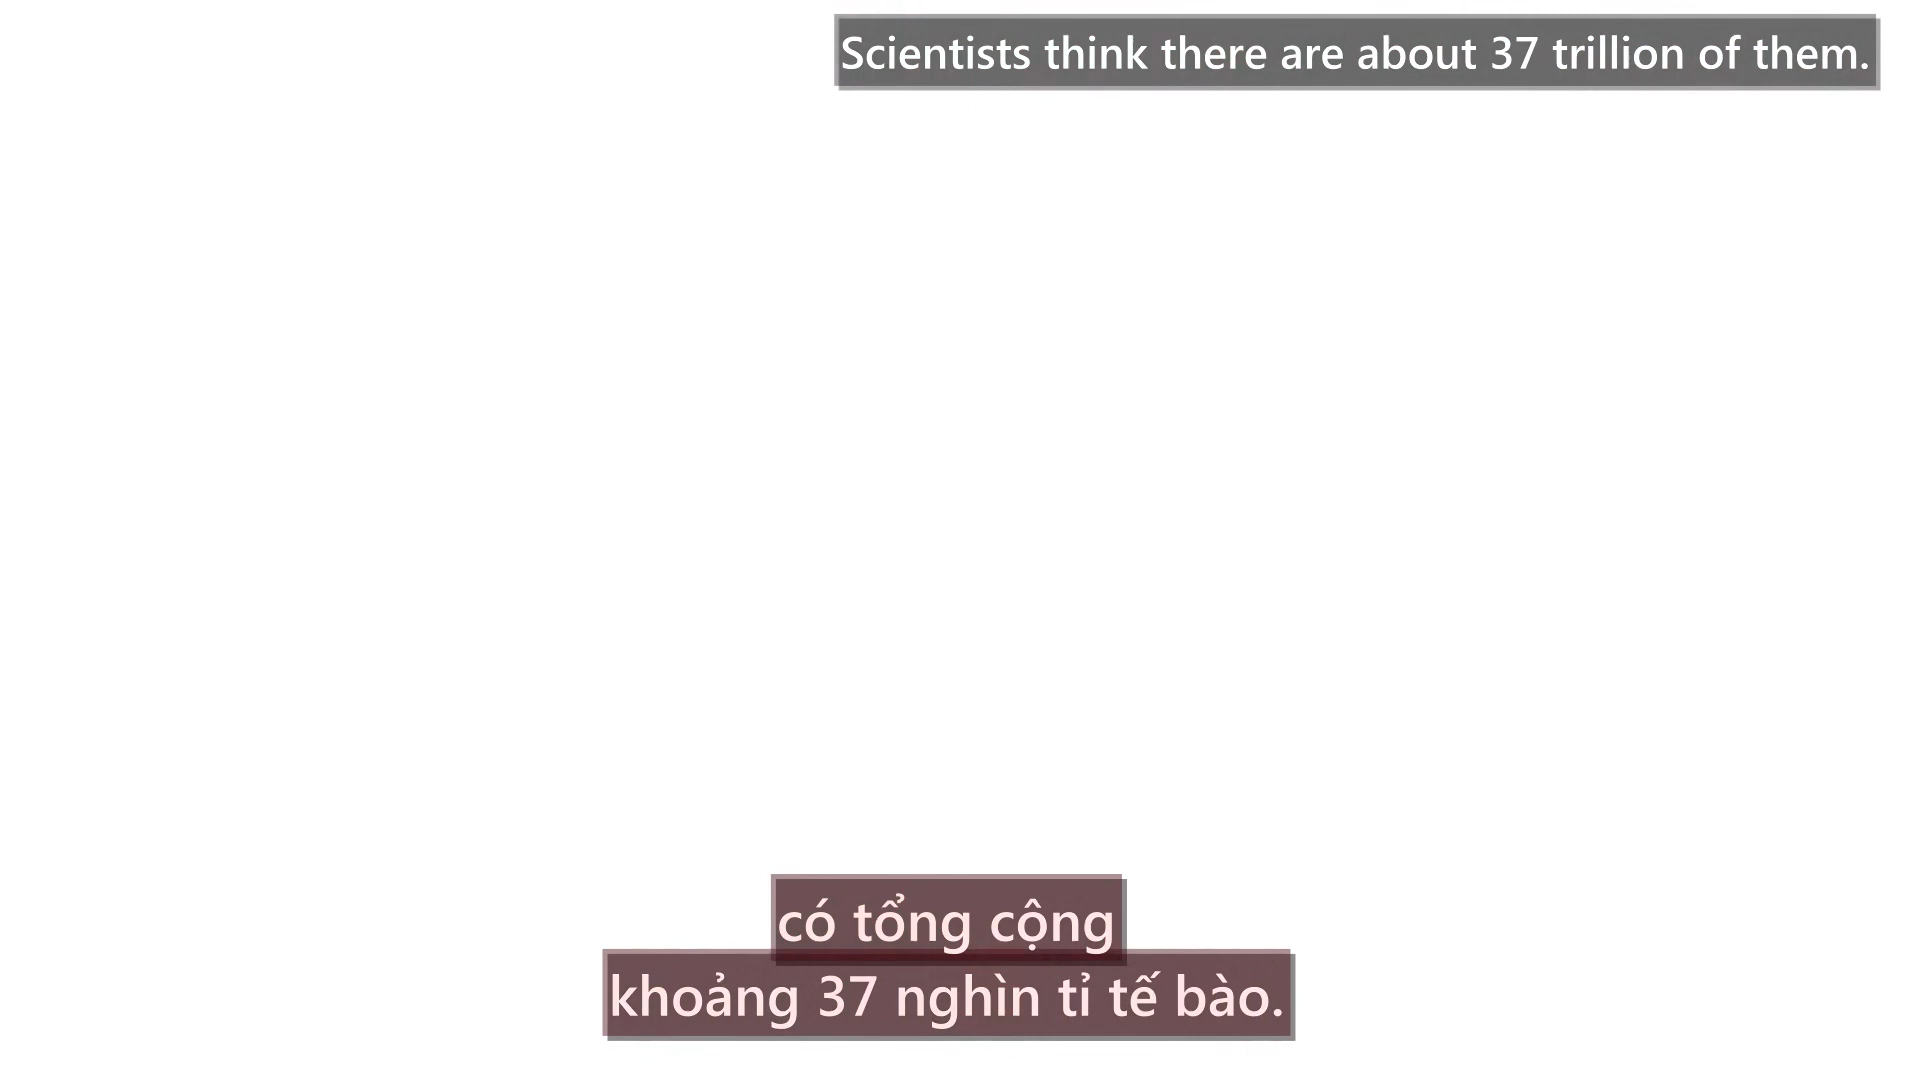 Scientists think there are about 37 trillion of them.
có tổng cộng
khoảng 37 nghìn tỉ tế bào.